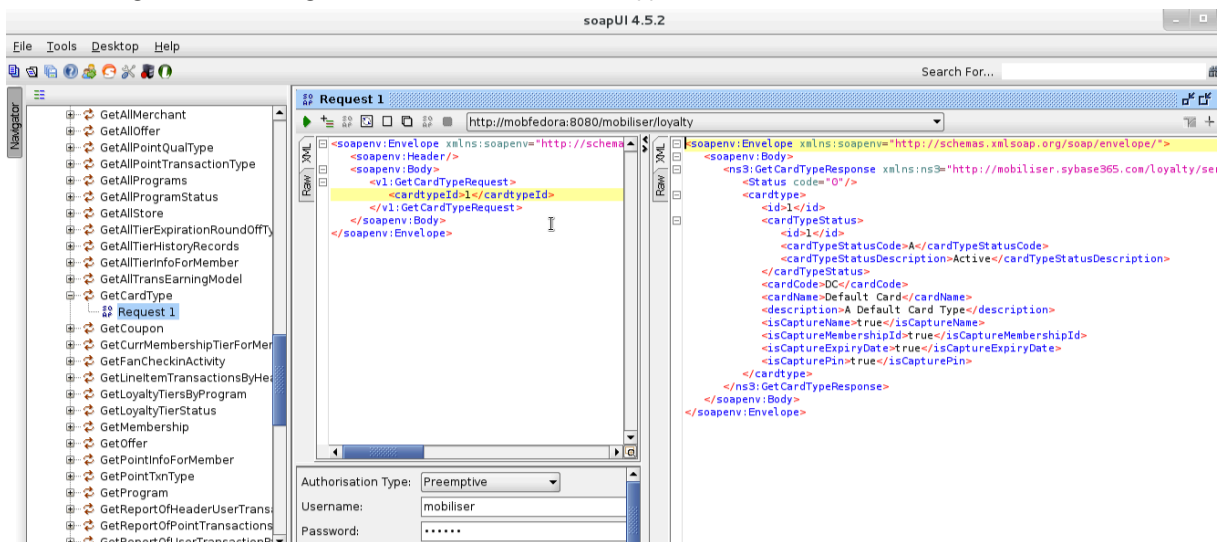 soapUI 4.5.2
File Tools Desktop Help
Search For...
Navigator
GetAllMerchant
GetAllOffer
GetAllPointQualType
GetAllPointTransactionType
GetAllPrograms
GetAllProgramStatus
GetAllStore
GetAllTierExpirationRoundOffTy
GetAllTierHistoryRecords
GetAllTierInfoForMember
GetAllTransEarningModel
GetCardType
Request 1
GetCoupon
GetCurrMembershipTierForMer
GetFanCheckinActivity
GetLineItemTransactionsByHea
GetLoyaltyTiersByProgram
GetLoyaltyTierStatus
GetMembership
GetOffer
GetPointInfoForMember
GetPointTxnType
GetProgram
GetReportOfHeaderUserTransa
GetReportOfPointTransactions
Request 1
http://mobfedora:8080/mobiliser/loyalty
XML
Raw
<soapenv:Envelope xmlns:soapenv="http://schema
<soapenv:Header/>
<soapenv:Body>
<v1:GetCardTypeRequest>
<cardtypeId>1</cardtypeId>
</v1:GetCardTypeRequest>
</soapenv:Body>
</soapenv:Envelope>
Authorisation Type: Preemptive
Username: mobiliser
Password: ••••••
XML
Raw
<soapenv:Envelope xmlns:soapenv="http://schemas.xmlsoap.org/soap/envelope/">
<soapenv:Body>
<ns3:GetCardTypeResponse xmlns:ns3="http://mobiliser.sybase365.com/loyalty/se
<Status code="0"/>
<cardtype>
<id>1</id>
<cardTypeStatus>
<id>1</id>
<cardTypeStatusCode>A</cardTypeStatusCode>
<cardTypeStatusDescription>Active</cardTypeStatusDescription>
</cardTypeStatus>
<cardCode>DC</cardCode>
<cardName>Default Card</cardName>
<description>A Default Card Type</description>
<isCaptureName>true</isCaptureName>
<isCaptureMembershipId>true</isCaptureMembershipId>
<isCaptureExpiryDate>true</isCaptureExpiryDate>
<isCapturePin>true</isCapturePin>
</cardtype>
</ns3:GetCardTypeResponse>
</soapenv:Body>
</soapenv:Envelope>